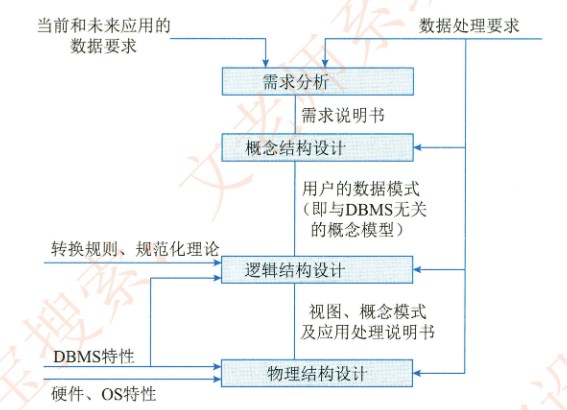 当前和未来应用的
数据要求
数据处理要求
需求分析
需求说明书
概念结构设计
用户的数据模式
(即与DBMS无关
的概念模型)
转换规则、规范化理论
逻辑结构设计
视图、概念模式
及应用处理说明书
DBMS特性
物理结构设计
硬件、OS特性